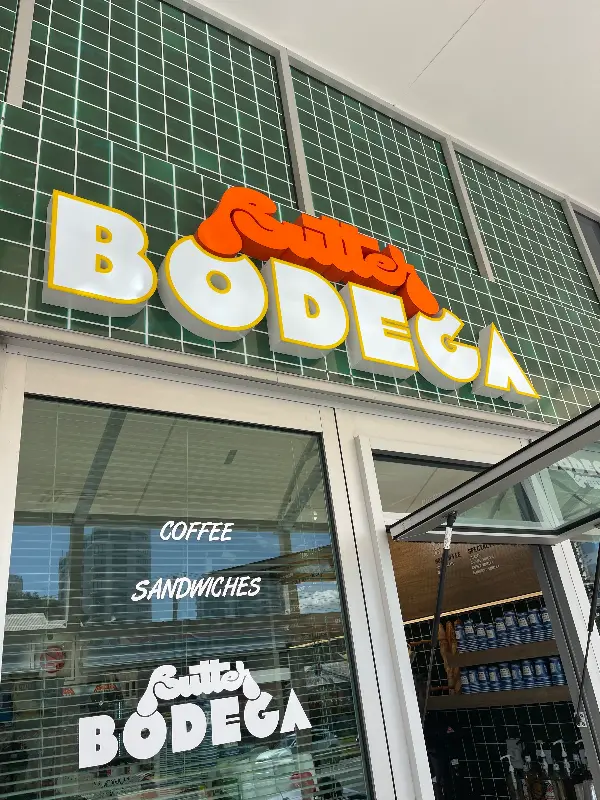 Butter
BODEGA
COFFEE
SANDWICHES
Butter
BODEGA